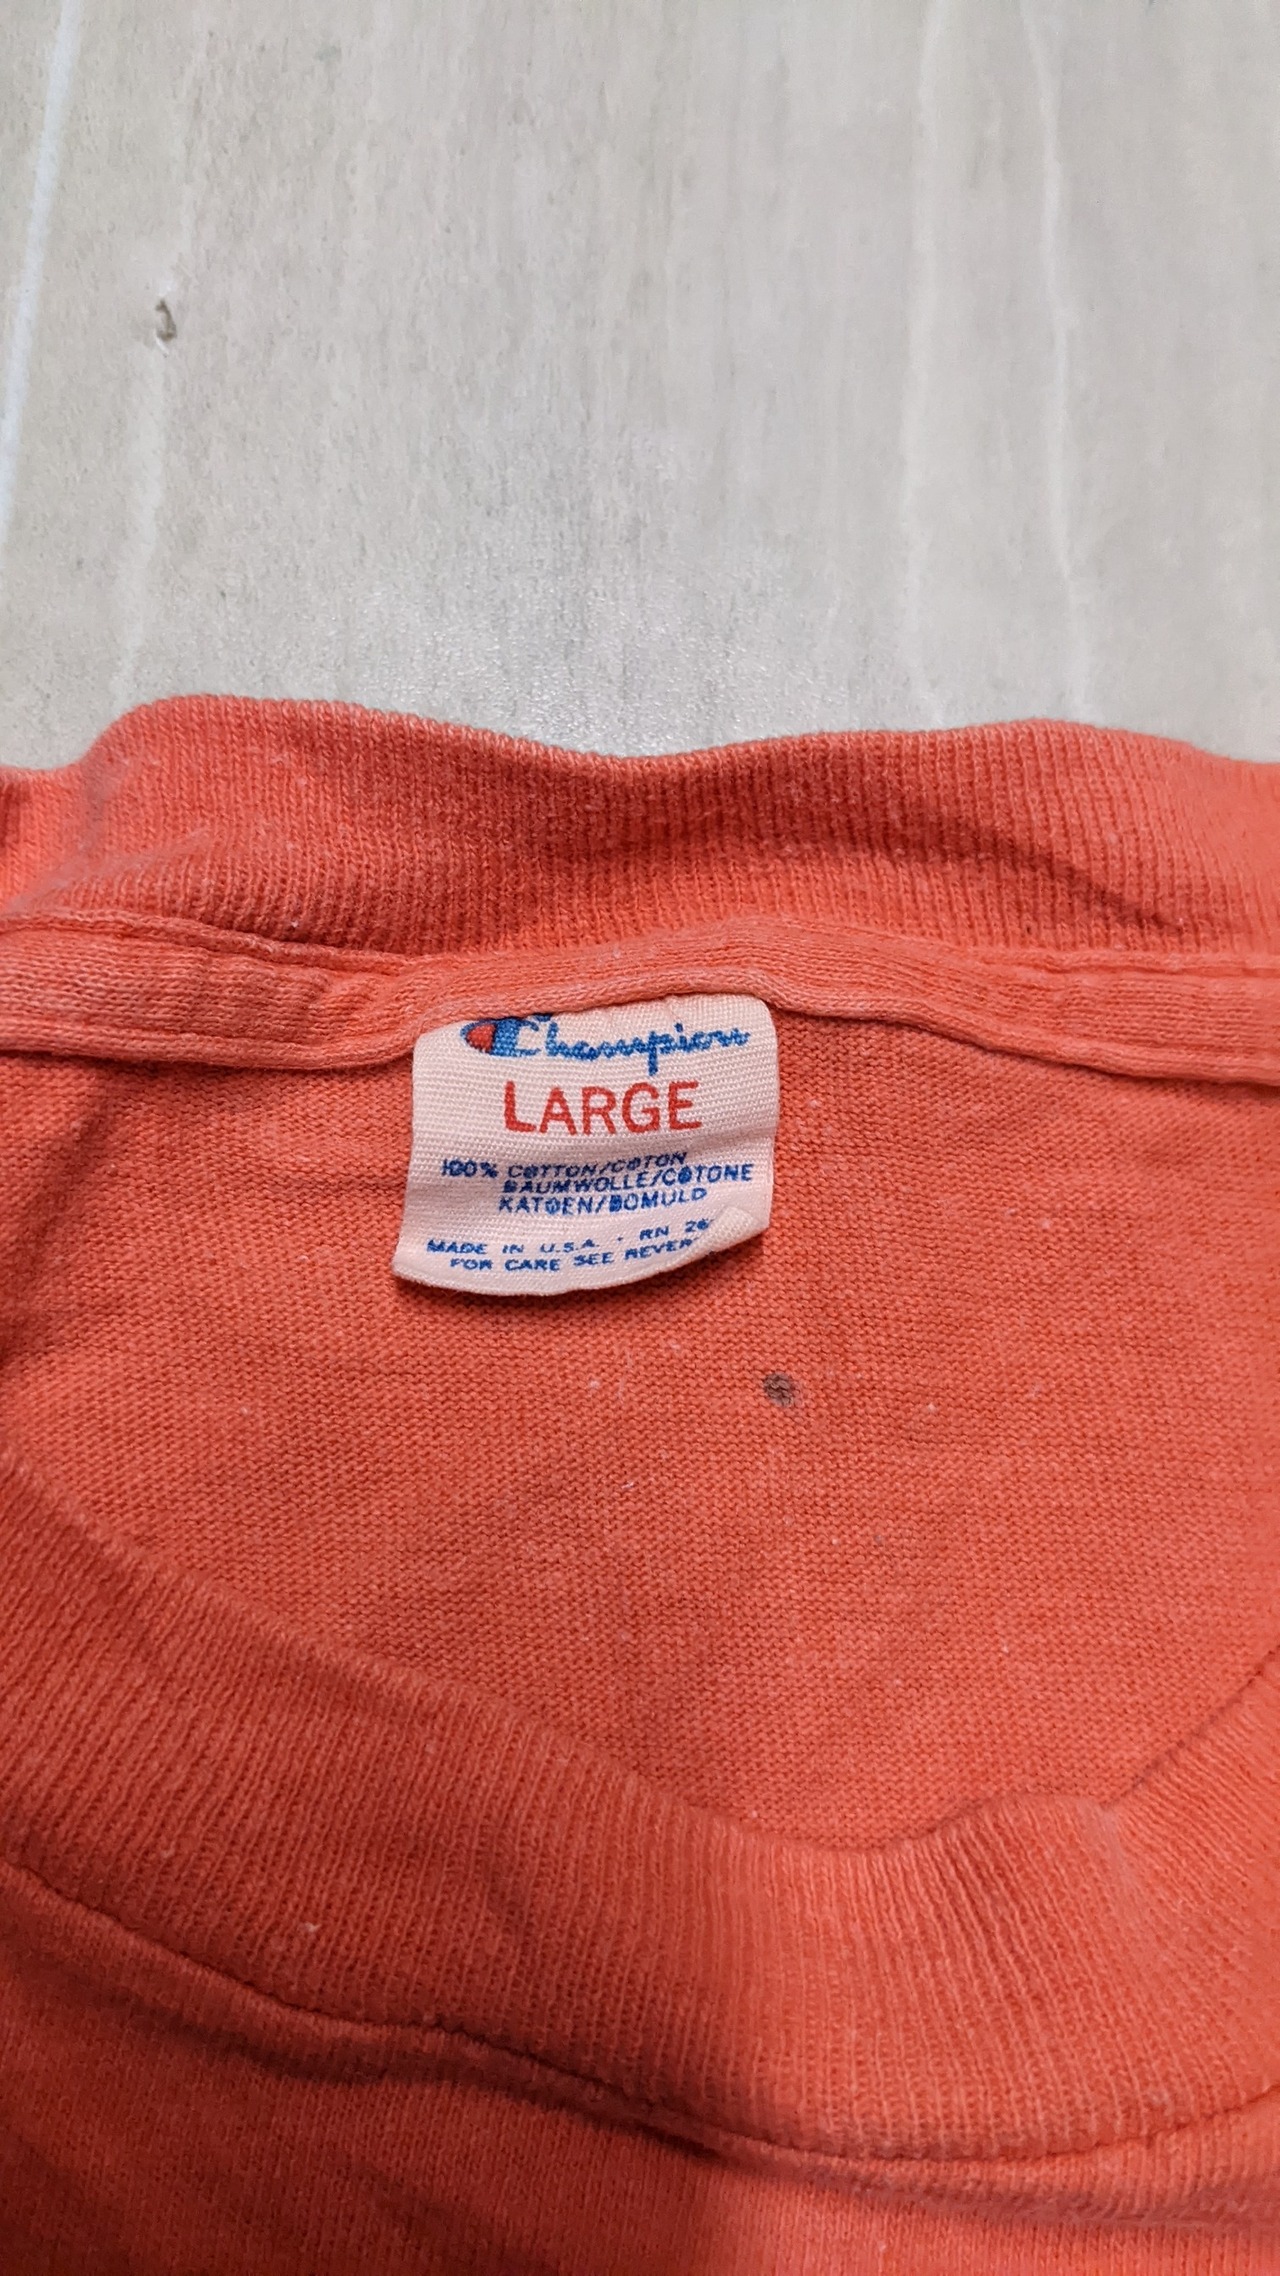 Champion
LARGE
100% COTTON/COTON
BAUMWOLLE/COTONE
KATOEN/BOMULD
MADE IN U.S.A. . RN
FOR CARE SEE